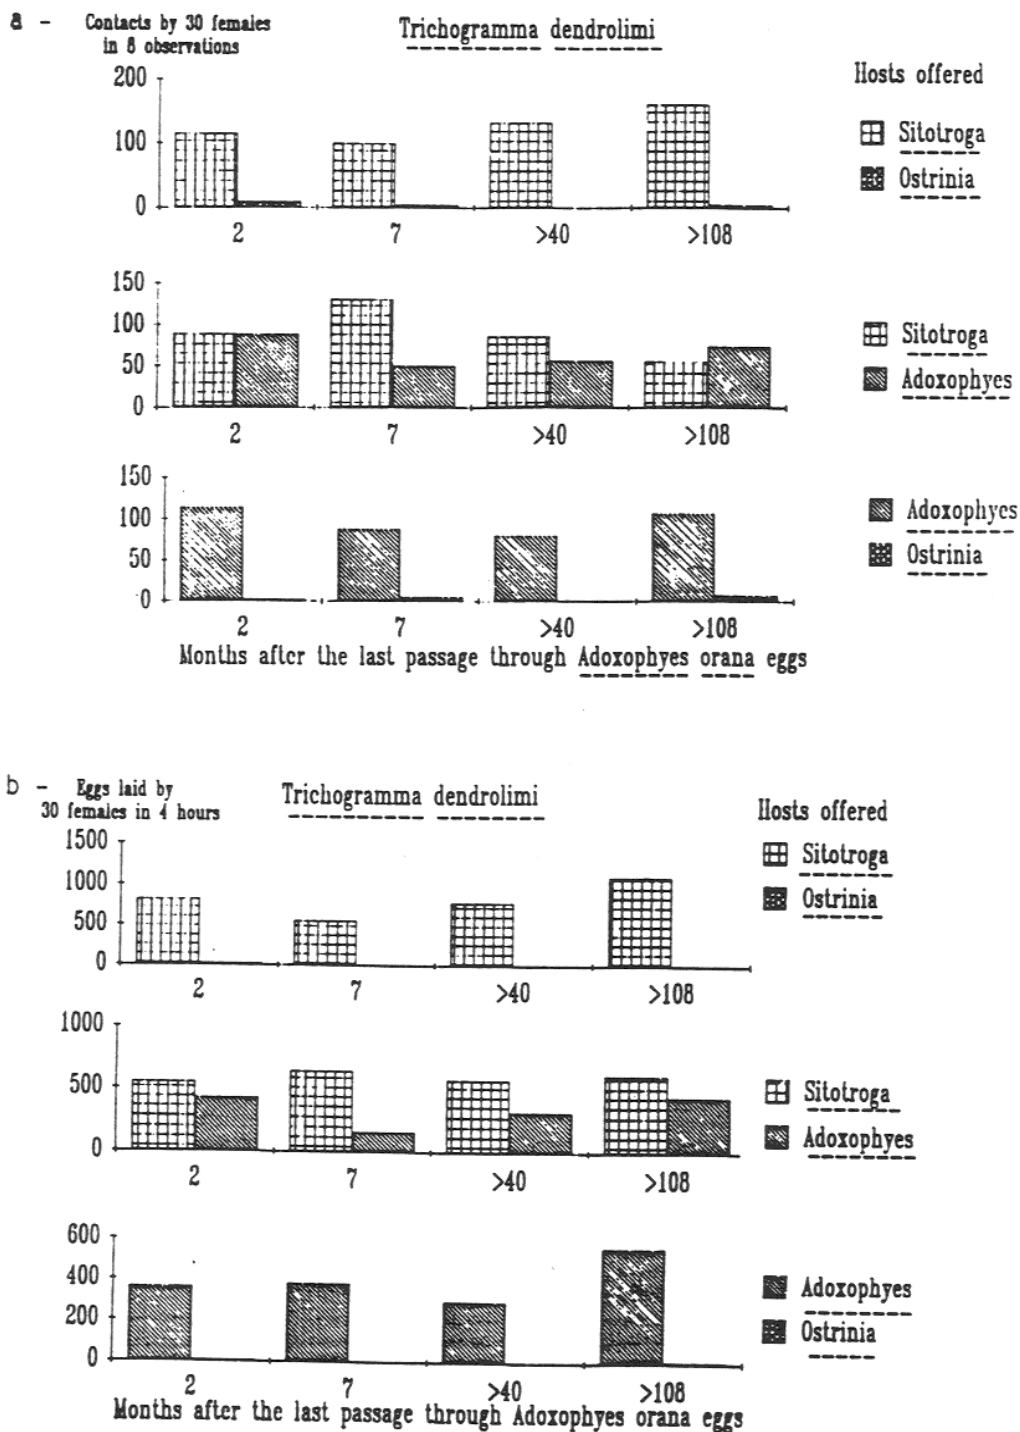 a - Contacts by 30 females
in 8 observations
Trichogramma dendrolimi
Hosts offered
200
100
0
2 7 >40 >108
Sitotroga
Ostrinia
150
100
50
0
2 7 >40 >108
Sitotroga
Adoxophyes
150
100
50
0
2 7 >40 >108
Adoxophyes
Ostrinia
Months after the last passage through Adoxophyes orana eggs
b - Eggs laid by
30 females in 4 hours
Trichogramma dendrolimi
Hosts offered
1500
1000
500
0
2 7 >40 >108
Sitotroga
Ostrinia
1000
500
0
2 7 >40 >108
Sitotroga
Adoxophyes
600
400
200
0
2 7 >40 >108
Adoxophyes
Ostrinia
Months after the last passage through Adoxophyes orana eggs